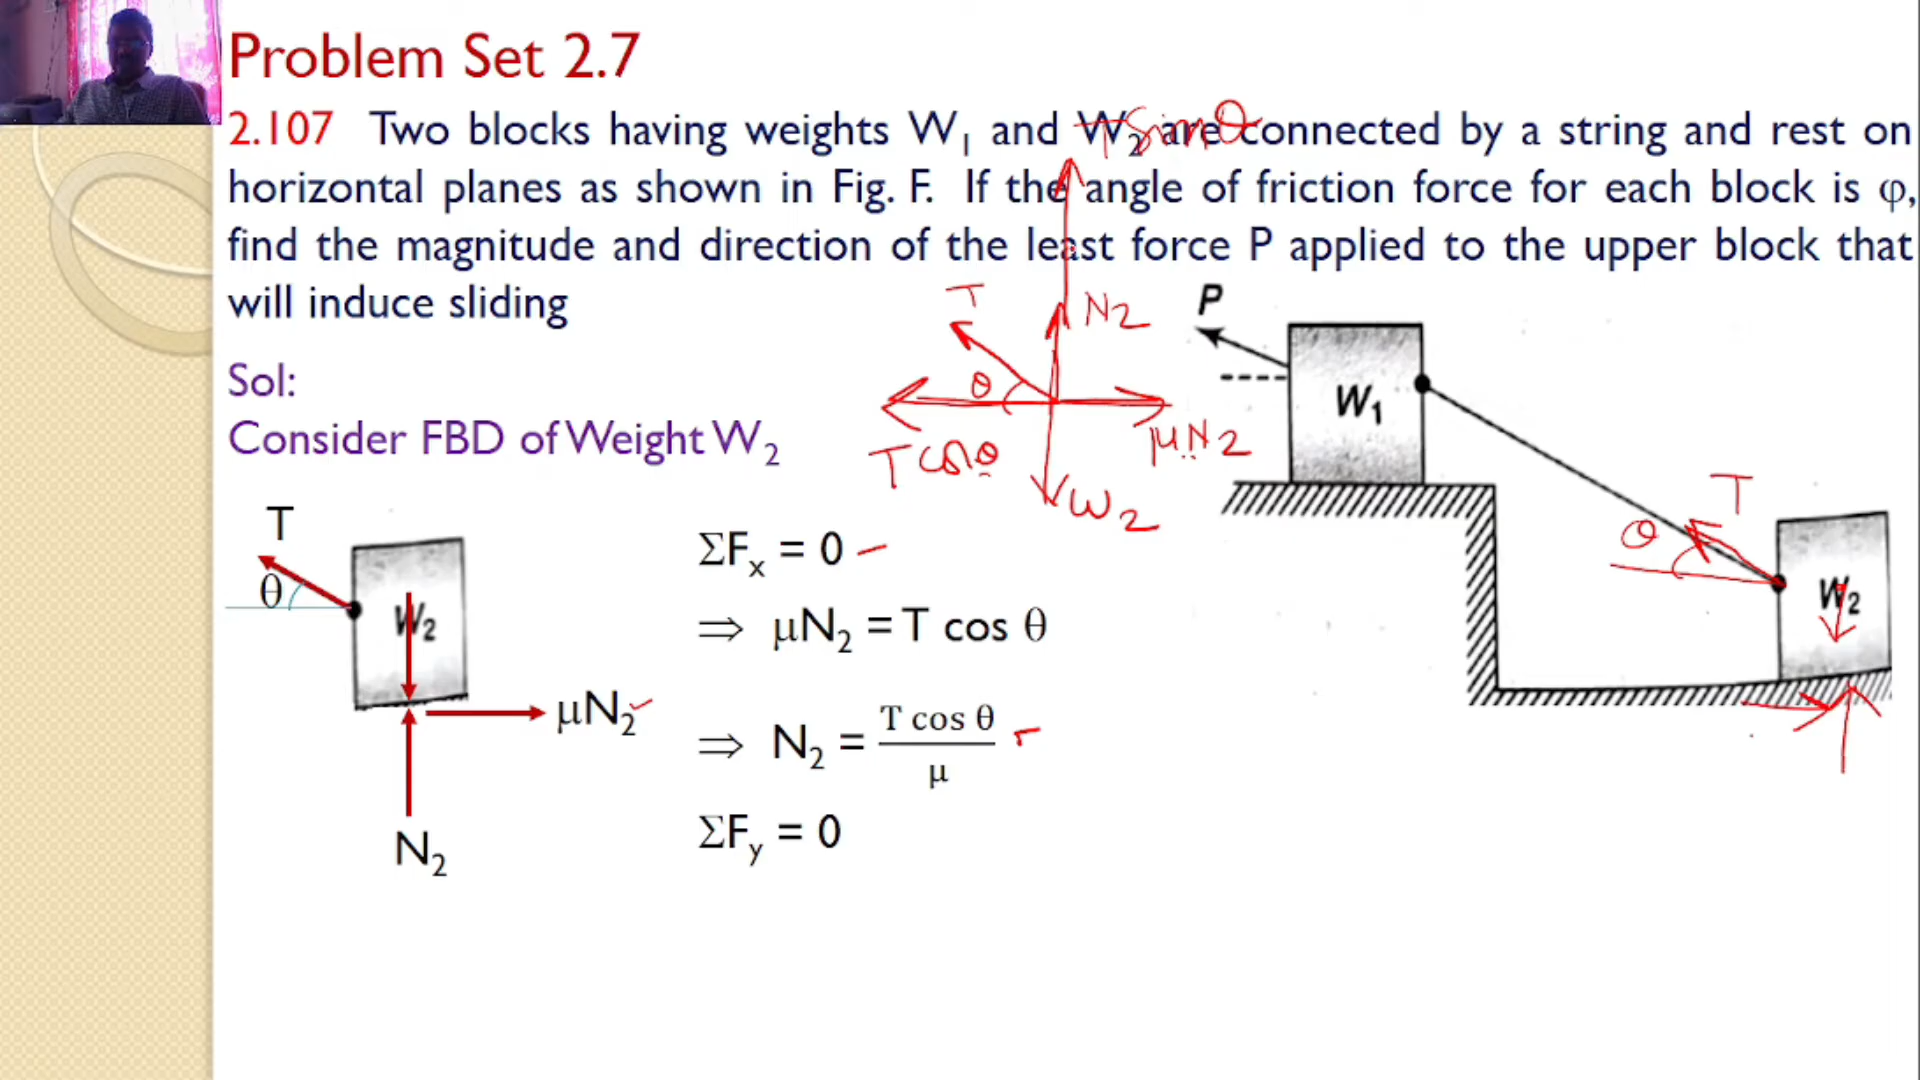 Problem Set 2.7
2.107 Two blocks having weights W₁ and W₂ are connected by a string and rest on
horizontal planes as shown in Fig. F. If the angle of friction force for each block is φ,
find the magnitude and direction of the least force P applied to the upper block that
will induce sliding
T sinθ
T
N2
θ
T cosθ
μN2
W2
P
W₁
T
θ
W₂
Sol:
Consider FBD of Weight W₂
T
θ
W₂
μN₂
N₂
ΣFₓ = 0
⇒ μN₂ = T cos θ
⇒ N₂ = T cos θ / μ
ΣFᵧ = 0